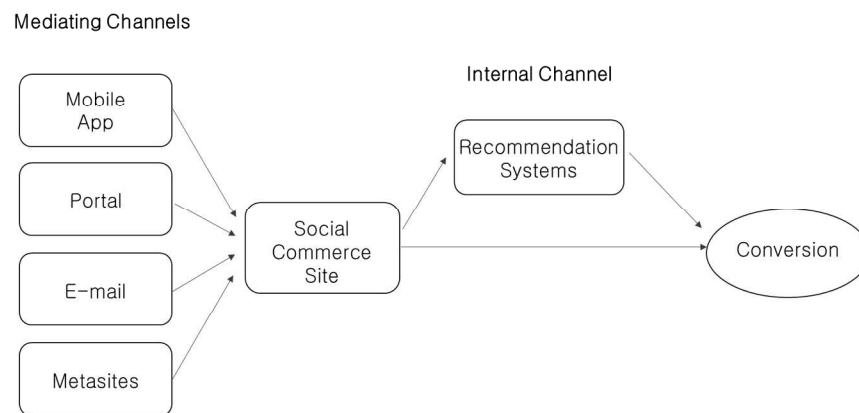 Mediating Channels
Internal Channel
Mobile
App
Recommendation
Systems
Portal
Social
Commerce
Site
Conversion
E-mail
Metasites